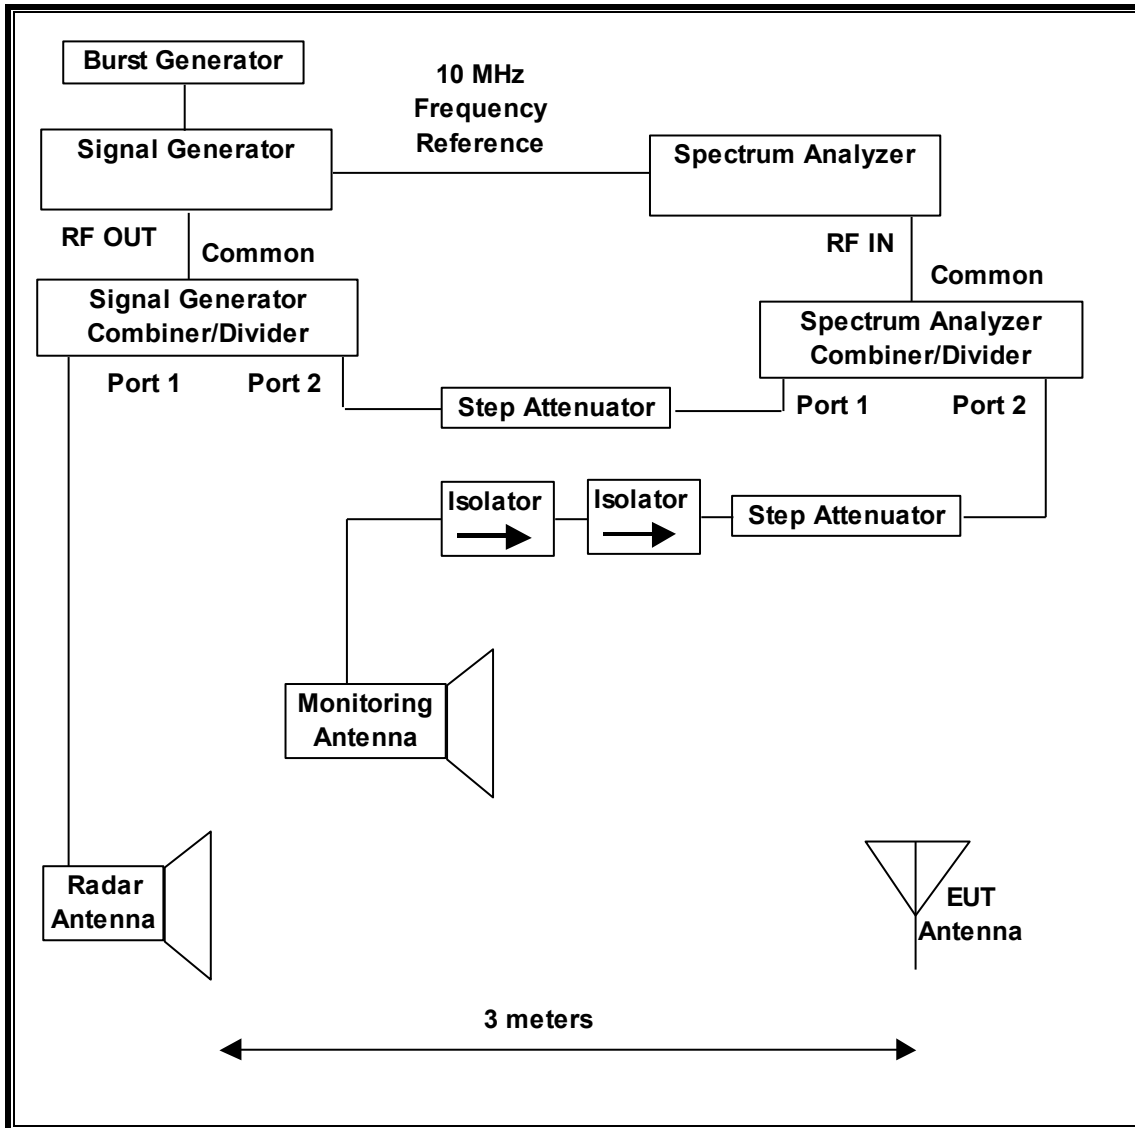 Burst Generator
10 MHz
Frequency
Reference
Signal Generator
Spectrum Analyzer
RF OUT
Common
RF IN
Common
Signal Generator
Combiner/Divider
Spectrum Analyzer
Combiner/Divider
Port 1
Port 2
Step Attenuator
Port 1
Port 2
Isolator
Isolator
Step Attenuator
Monitoring
Antenna
Radar
Antenna
EUT
Antenna
3 meters